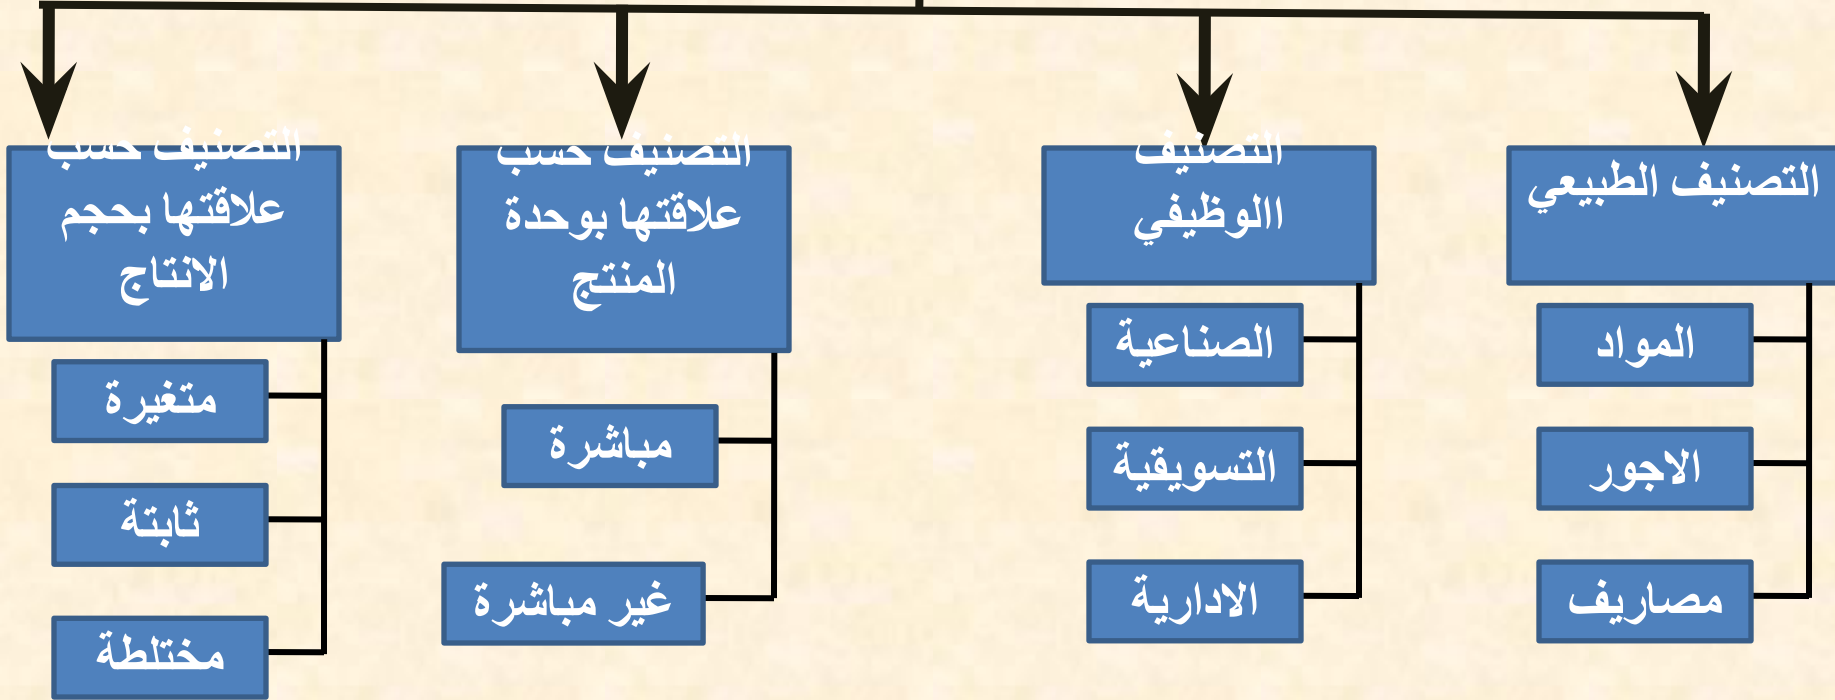 التصنيف الطبيعي
المواد
الاجور
مصاريف
التصنيف
االوظيفي
الصناعية
التسويقية
الادارية
التصنيف حسب
علاقتها بوحدة
المنتج
مباشرة
غير مباشرة
التصنيف حسب
علاقتها بحجم
الانتاج
متغيرة
ثابتة
مختلطة